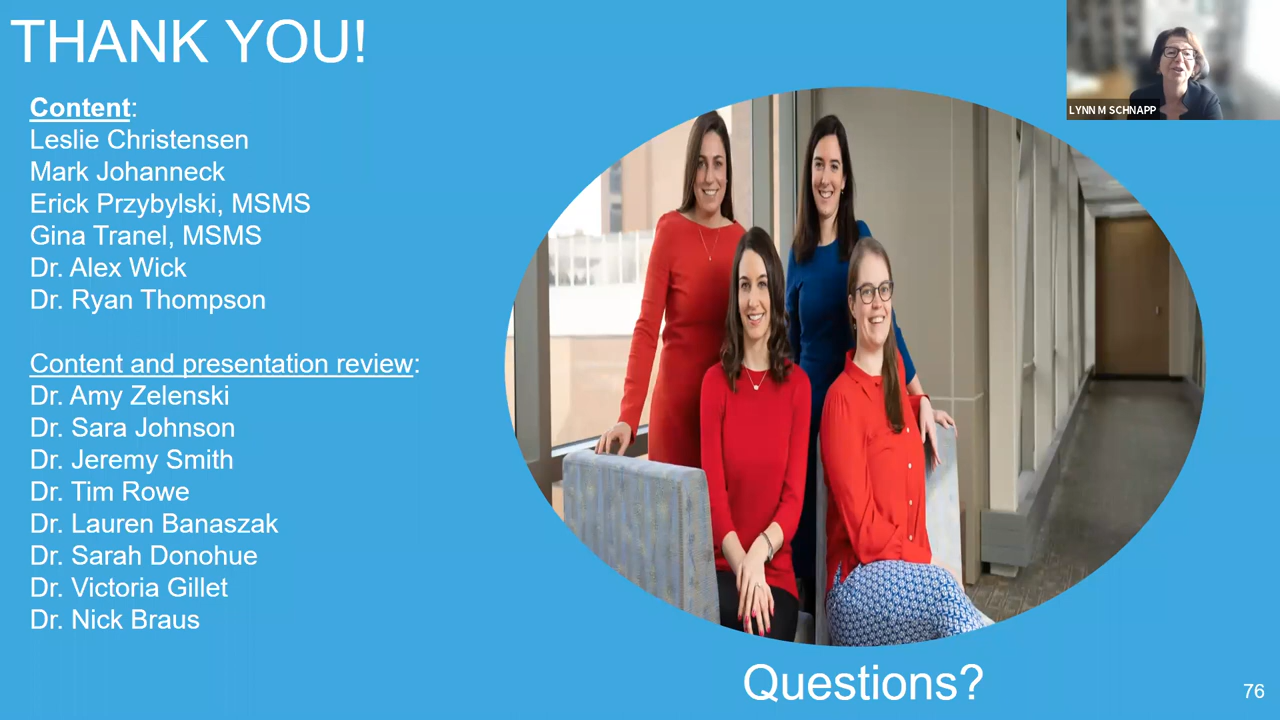 THANK YOU!
LYNN M SCHNAPP
Content:
Leslie Christensen
Mark Johanneck
Erick Przybylski, MSMS
Gina Tranel, MSMS
Dr. Alex Wick
Dr. Ryan Thompson
Content and presentation review:
Dr. Amy Zelenski
Dr. Sara Johnson
Dr. Jeremy Smith
Dr. Tim Rowe
Dr. Lauren Banaszak
Dr. Sarah Donohue
Dr. Victoria Gillet
Dr. Nick Braus
Questions?
76